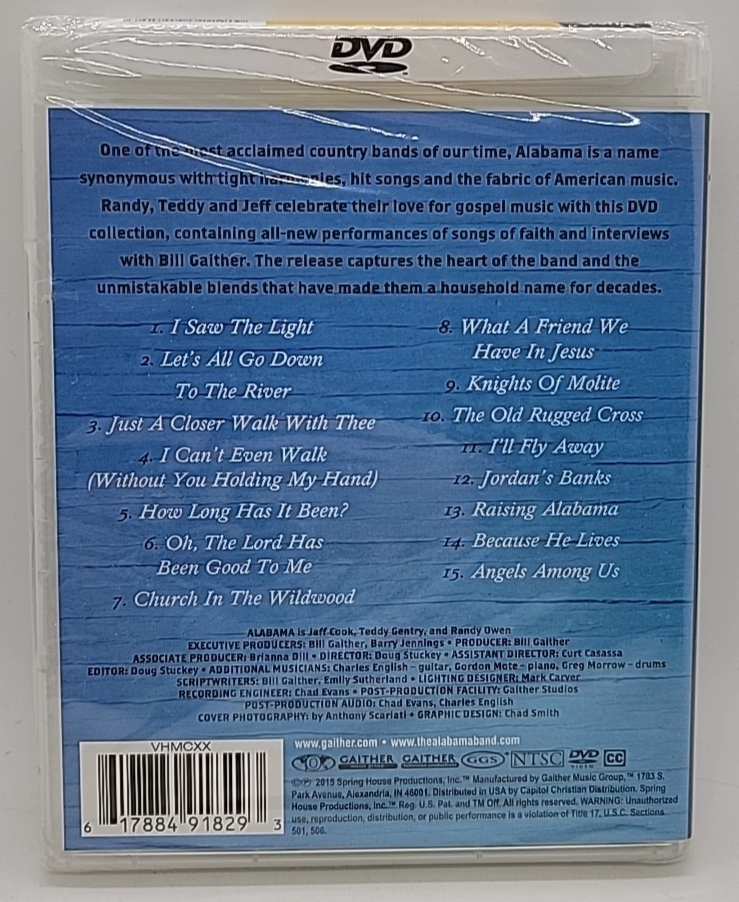 DVD
One of the most acclaimed country bands of our time, Alabama is a name
synonymous with tight harmonies, hit songs and the fabric of American music.
Randy, Teddy and Jeff celebrate their love for gospel music with this DVD
collection, containing all-new performances of songs of faith and interviews
with Bill Gaither. The release captures the heart of the band and the
unmistakable blends that have made them a household name for decades.
1. I Saw The Light
2. Let's All Go Down
To The River
3. Just A Closer Walk With Thee
4. I Can't Even Walk
(Without You Holding My Hand)
5. How Long Has It Been?
6. Oh, The Lord Has
Been Good To Me
7. Church In The Wildwood
8. What A Friend We
Have In Jesus
9. Knights Of Molite
10. The Old Rugged Cross
11. I'll Fly Away
12. Jordan's Banks
13. Raising Alabama
14. Because He Lives
15. Angels Among Us
ALABAMA is Jeff Cook, Teddy Gentry, and Randy Owen
EXECUTIVE PRODUCERS: Bill Gaither, Barry Jennings • PRODUCER: Bill Gaither
ASSOCIATE PRODUCER: Brianna Dill • DIRECTOR: Doug Stuckey • ASSISTANT DIRECTOR: Curt Casassa
EDITOR: Doug Stuckey • ADDITIONAL MUSICIANS: Charles English - guitar, Gordon Mote - piano, Greg Morrow - drums
SCRIPTWRITERS: Bill Gaither, Emily Sutherland • LIGHTING DESIGNER: Mark Carver
RECORDING ENGINEER: Chad Evans • POST-PRODUCTION FACILITY: Gaither Studios
POST-PRODUCTION AUDIO: Chad Evans, Charles English
COVER PHOTOGRAPHY: by Anthony Scarlati • GRAPHIC DESIGN: Chad Smith
VHMCXX
6 17884 91829 3
www.gaither.com • www.thealabamaband.com
GAITHER GAITHER GGS NTSC DVD VIDEO CC
©℗ 2015 Spring House Productions, Inc.™ Manufactured by Gaither Music Group,™ 1703 S.
Park Avenue, Alexandria, IN 46001. Distributed in USA by Capitol Christian Distribution. Spring
House Productions, Inc.™ Reg. U.S. Pat. and TM Off. All rights reserved. WARNING: Unauthorized
use, reproduction, distribution, or public performance is a violation of Title 17, U.S.C. Sections
501, 506.